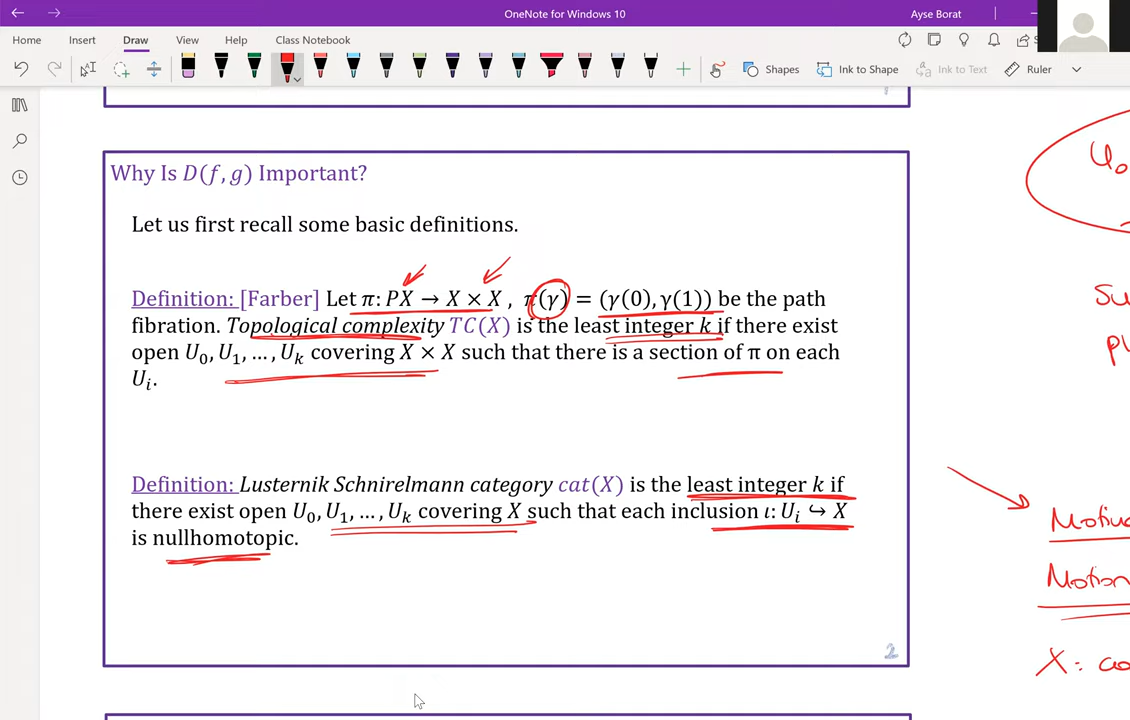 OneNote for Windows 10
Ayse Borat
Home Insert Draw View Help Class Notebook
Shapes Ink to Shape Ink to Text Ruler
Why Is D(f, g) Important?
Let us first recall some basic definitions.
Definition: [Farber] Let π: PX → X × X , π(γ) = (γ(0), γ(1)) be the path
fibration. Topological complexity TC(X) is the least integer k if there exist
open U₀, U₁, … , Uₖ covering X × X such that there is a section of π on each
Uᵢ.
Definition: Lusternik Schnirelmann category cat(X) is the least integer k if
there exist open U₀, U₁, … , Uₖ covering X such that each inclusion ι: Uᵢ ↪ X
is nullhomotopic.
2
U₀
Su
Motion
X: